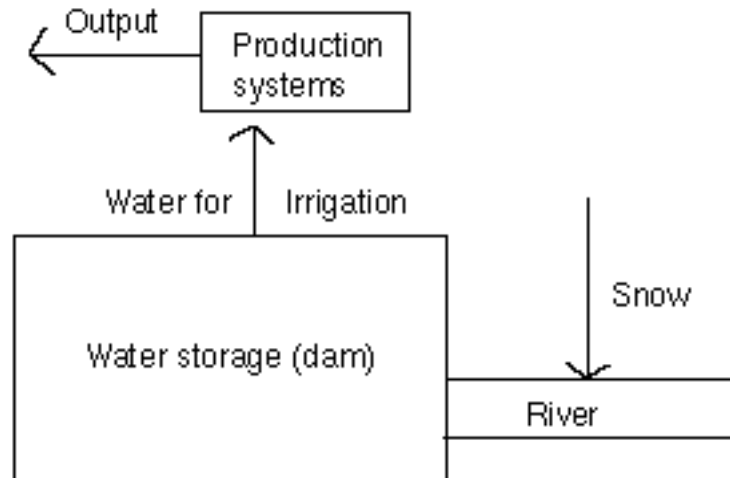 Output
Production
systems
Water for Irrigation
Snow
Water storage (dam)
River